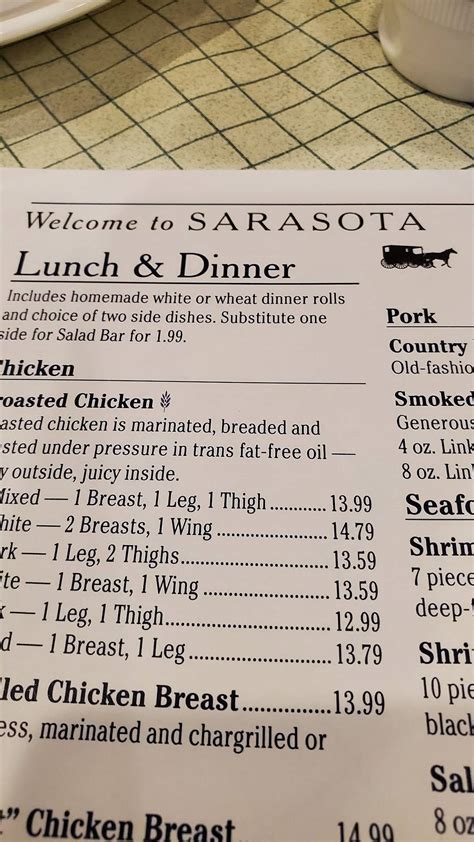 Welcome to SARASOTA
Lunch & Dinner
Includes homemade white or wheat dinner rolls
and choice of two side dishes. Substitute one
side for Salad Bar for 1.99.
hicken
roasted Chicken
asted chicken is marinated, breaded and
sted under pressure in trans fat-free oil —
y outside, juicy inside.
ixed — 1 Breast, 1 Leg, 1 Thigh ............ 13.99
hite — 2 Breasts, 1 Wing ..................... 14.79
rk — 1 Leg, 2 Thighs............................ 13.59
ite — 1 Breast, 1 Wing ........................ 13.59
k — 1 Leg, 1 Thigh............................... 12.99
d — 1 Breast, 1 Leg ............................. 13.79
lled Chicken Breast................13.99
ess, marinated and chargrilled or
t” Chicken Breast 14.99
Pork
Country
Old-fashio
Smoked
Generous
4 oz. Link
8 oz. Lin
Seafo
Shrim
7 piece
deep-
Shri
10 pie
black
Sal
8 oz